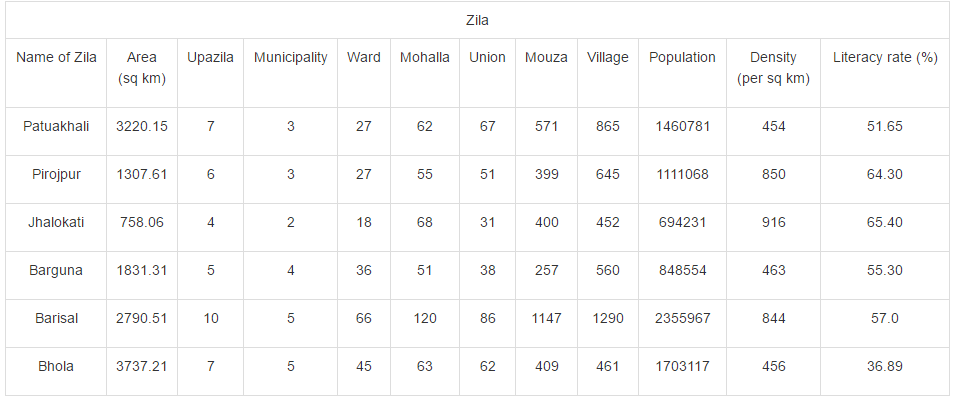 Zila
Name of Zila Area (sq km) Upazila Municipality Ward Mohalla Union Mouza Village Population Density (per sq km) Literacy rate (%)
Patuakhali 3220.15 7 3 27 62 67 571 865 1460781 454 51.65
Pirojpur 1307.61 6 3 27 55 51 399 645 1111068 850 64.30
Jhalokati 758.06 4 2 18 68 31 400 452 694231 916 65.40
Barguna 1831.31 5 4 36 51 38 257 560 848554 463 55.30
Barisal 2790.51 10 5 66 120 86 1147 1290 2355967 844 57.0
Bhola 3737.21 7 5 45 63 62 409 461 1703117 456 36.89